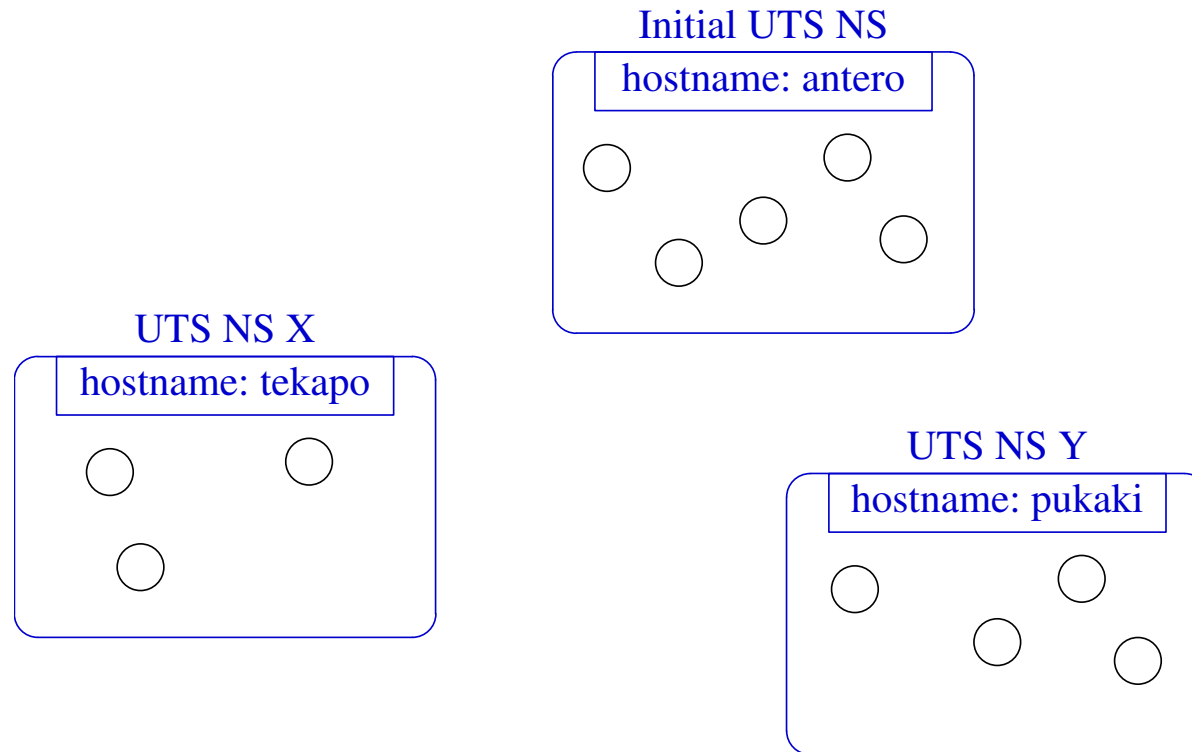 Initial UTS NS
hostname: antero
UTS NS X
hostname: tekapo
UTS NS Y
hostname: pukaki